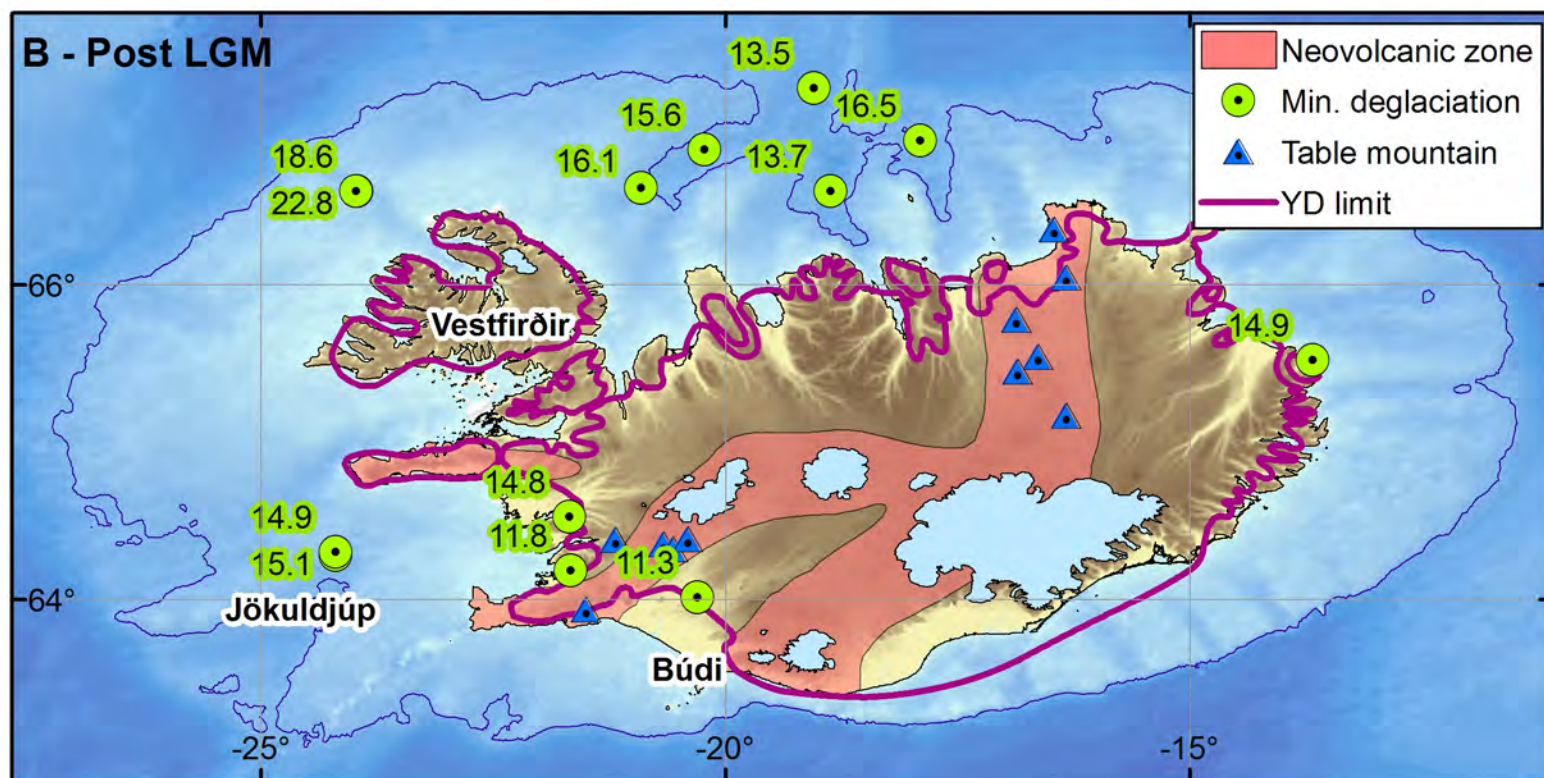 B - Post LGM
13.5
Neovolcanic zone
Min. deglaciation
Table mountain
YD limit
16.5
15.6
13.7
16.1
18.6
22.8
66°
Vestfirðir
14.9
14.8
14.9
11.8
15.1
11.3
Jökuldjúp
64°
Búdi
-25°
-20°
-15°